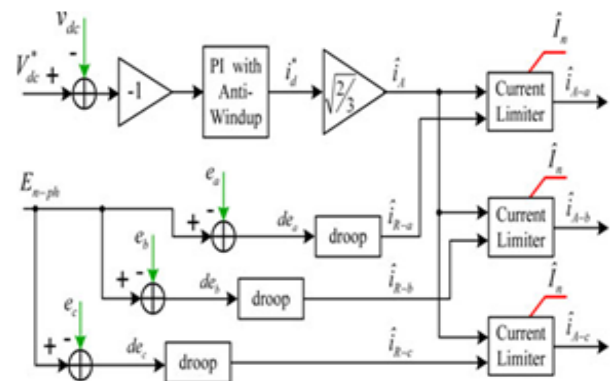 v_dc
-
V*_dc +
-1
PI with
Anti-
Windup
i*_d
√2/3
î_A
Î_n
Current
Limiter
î_A-a
E_n-ph
e_a
+ -
de_a
droop
î_R-a
Î_n
Current
Limiter
î_A-b
e_b
+ -
de_b
droop
î_R-b
Î_n
Current
Limiter
î_A-c
e_c
+ -
de_c
droop
î_R-c